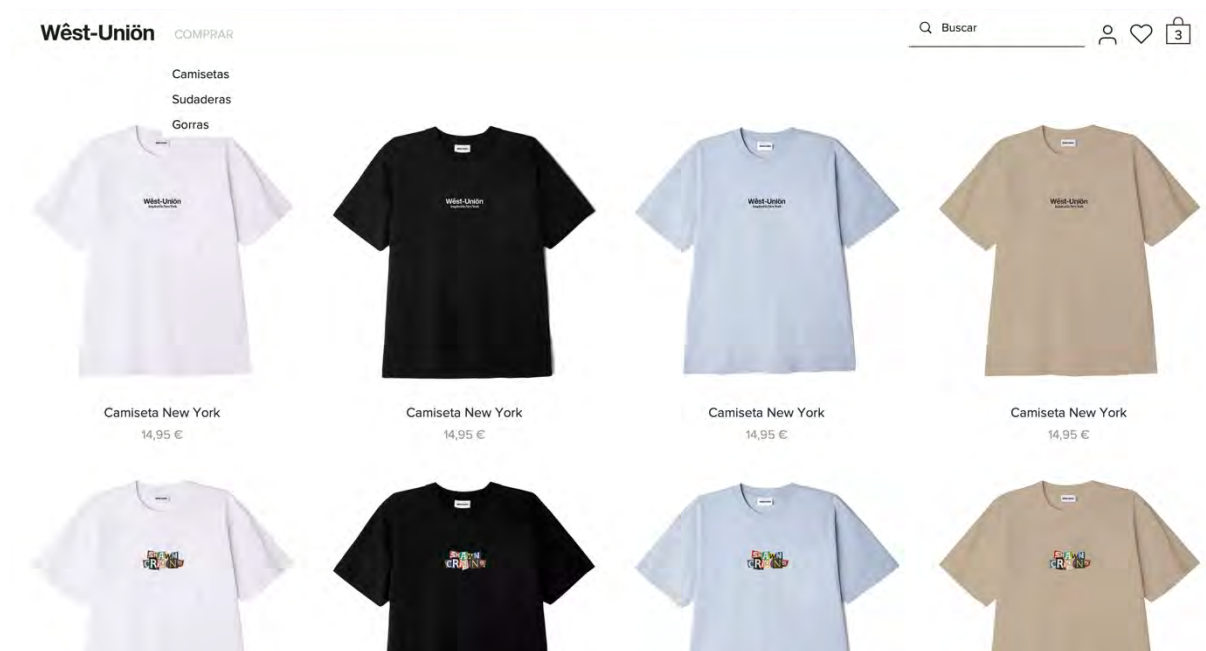 Wêst-Uniön COMPRAR
Buscar
3
Camisetas
Sudaderas
Gorras
Wêst-Uniön
Wêst-Uniön
Wêst-Uniön
Wêst-Uniön
Camiseta New York
Camiseta New York
Camiseta New York
Camiseta New York
14,95 €
14,95 €
14,95 €
14,95 €